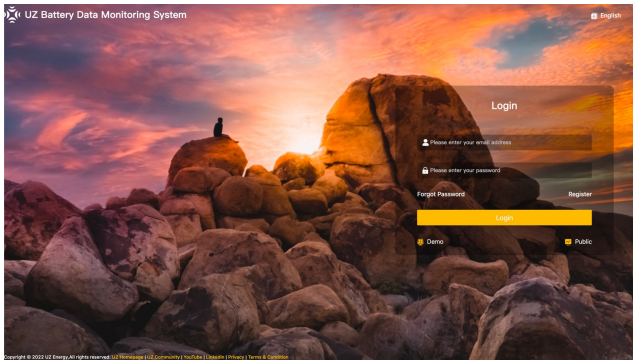 UZ Battery Data Monitoring System
English
Login
Please enter your email address
Please enter your password
Forgot Password Register
Login
Demo Public
Copyright © 2022 UZ Energy,All rights reserved. UZ Homepage | UZ Community | YouTube | LinkedIn | Privacy | Terms & Condition